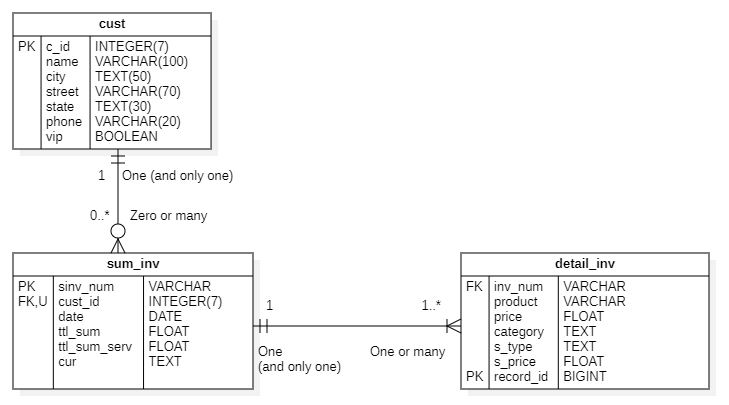 cust
PK c_id INTEGER(7)
name VARCHAR(100)
city TEXT(50)
street VARCHAR(70)
state TEXT(30)
phone VARCHAR(20)
vip BOOLEAN
1 One (and only one)
0..* Zero or many
sum_inv
PK sinv_num VARCHAR
FK,U cust_id INTEGER(7)
date DATE
ttl_sum FLOAT
ttl_sum_serv FLOAT
cur TEXT
1 1..*
One One or many
(and only one)
detail_inv
FK inv_num VARCHAR
product VARCHAR
price FLOAT
category TEXT
s_type TEXT
s_price FLOAT
PK record_id BIGINT